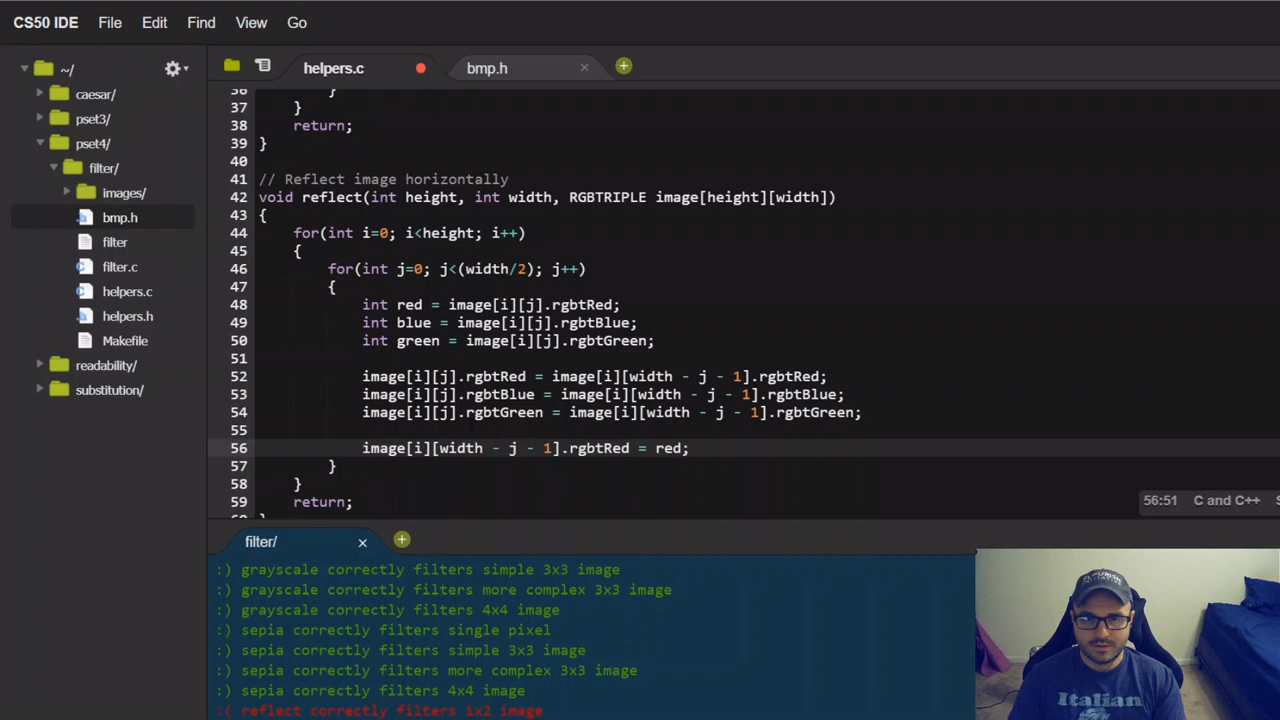 CS50 IDE File Edit Find View Go
~/
caesar/
pset3/
pset4/
filter/
images/
bmp.h
filter
filter.c
helpers.c
helpers.h
Makefile
readability/
substitution/
helpers.c bmp.h
36 }
37 }
38 return;
39 }
40
41 // Reflect image horizontally
42 void reflect(int height, int width, RGBTRIPLE image[height][width])
43 {
44 for(int i=0; i<height; i++)
45 {
46 for(int j=0; j<(width/2); j++)
47 {
48 int red = image[i][j].rgbtRed;
49 int blue = image[i][j].rgbtBlue;
50 int green = image[i][j].rgbtGreen;
51
52 image[i][j].rgbtRed = image[i][width - j - 1].rgbtRed;
53 image[i][j].rgbtBlue = image[i][width - j - 1].rgbtBlue;
54 image[i][j].rgbtGreen = image[i][width - j - 1].rgbtGreen;
55
56 image[i][width - j - 1].rgbtRed = red;
57 }
58 }
59 return;
60 }
56:51 C and C++
filter/
:) grayscale correctly filters simple 3x3 image
:) grayscale correctly filters more complex 3x3 image
:) grayscale correctly filters 4x4 image
:) sepia correctly filters single pixel
:) sepia correctly filters simple 3x3 image
:) sepia correctly filters more complex 3x3 image
:) sepia correctly filters 4x4 image
:( reflect correctly filters 1x2 image
Italian